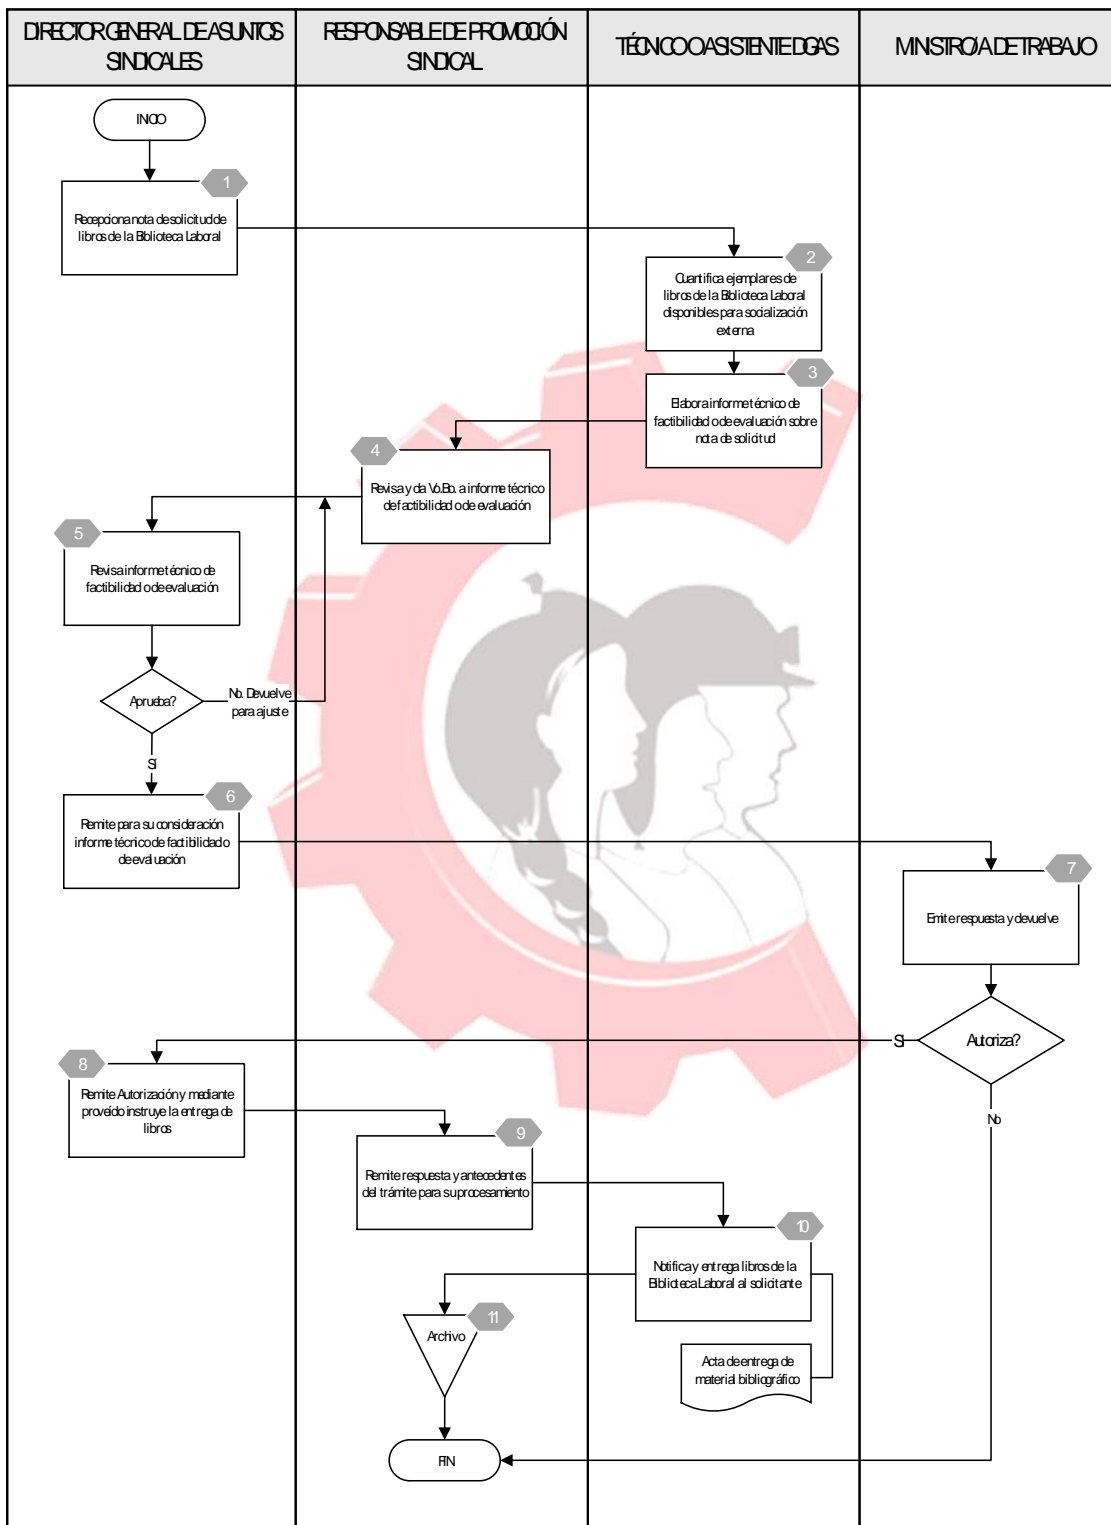 DIRECTOR GENERAL DE ASUNTOS
SINDICALES
RESPONSABLE DE PROMOCIÓN
SINDICAL
TÉCNICO O ASISTENTE DGAS
MINISTRO/A DE TRABAJO
INICIO
1
Recepciona nota de solicitud de
libros de la Biblioteca Laboral
2
Cuantifica ejemplares de
libros de la Biblioteca Laboral
disponibles para socialización
externa
3
Elabora informe técnico de
factibilidad o de evaluación sobre
nota de solicitud
4
Revisa y da Vo.Bo. a informe técnico
de factibilidad o de evaluación
5
Revisa informe técnico de
factibilidad o de evaluación
Aprueba?
No. Devuelve
para ajuste
Sí
6
Remite para su consideración
informe técnico de factibilidad o
de evaluación
7
Emite respuesta y devuelve
Autoriza?
Sí
No
8
Remite Autorización y mediante
proveído instruye la entrega de
libros
9
Remite respuesta y antecedentes
del trámite para su procesamiento
10
Notifica y entrega libros de la
Biblioteca Laboral al solicitante
11
Archivo
Acta de entrega de
material bibliográfico
FIN